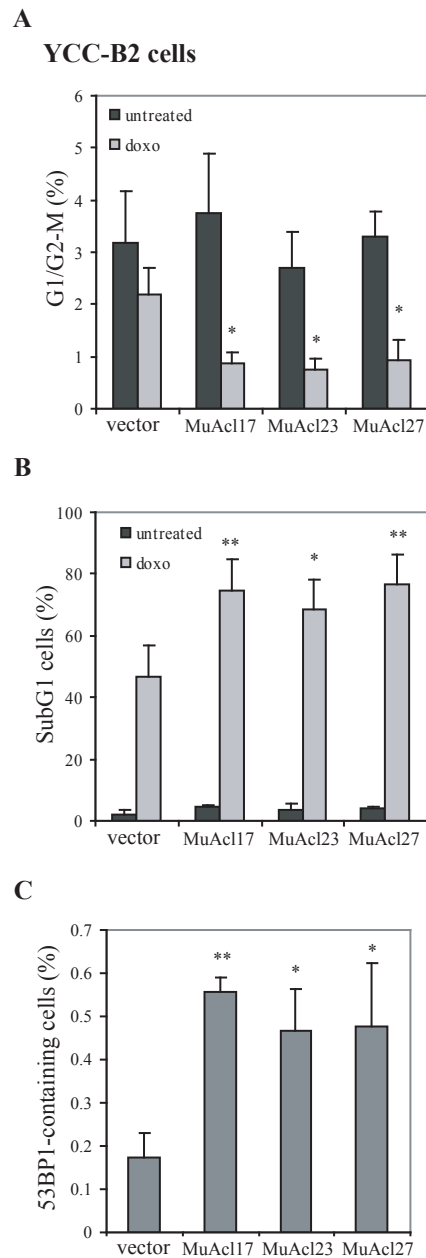 A
YCC-B2 cells
6
5
4
3
2
1
0
G1/G2-M (%)
untreated
doxo
*
*
*
vector MuAcl17 MuAcl23 MuAcl27
B
100
80
60
40
20
0
SubG1 cells (%)
untreated
doxo
**
*
**
vector MuAcl17 MuAcl23 MuAcl27
C
0.7
0.6
0.5
0.4
0.3
0.2
0.1
0
53BP1-containing cells (%)
**
*
*
vector MuAcl17 MuAcl23 MuAcl27